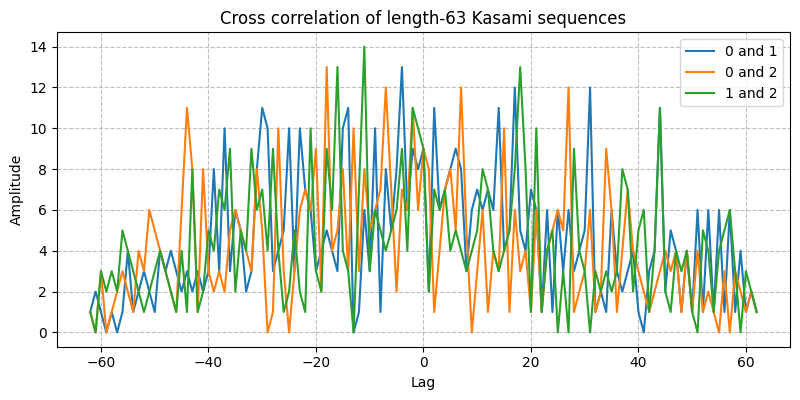 Cross correlation of length-63 Kasami sequences
0 and 1
0 and 2
1 and 2
Amplitude
14
12
10
8
6
4
2
0
−60 −40 −20 0 20 40 60
Lag